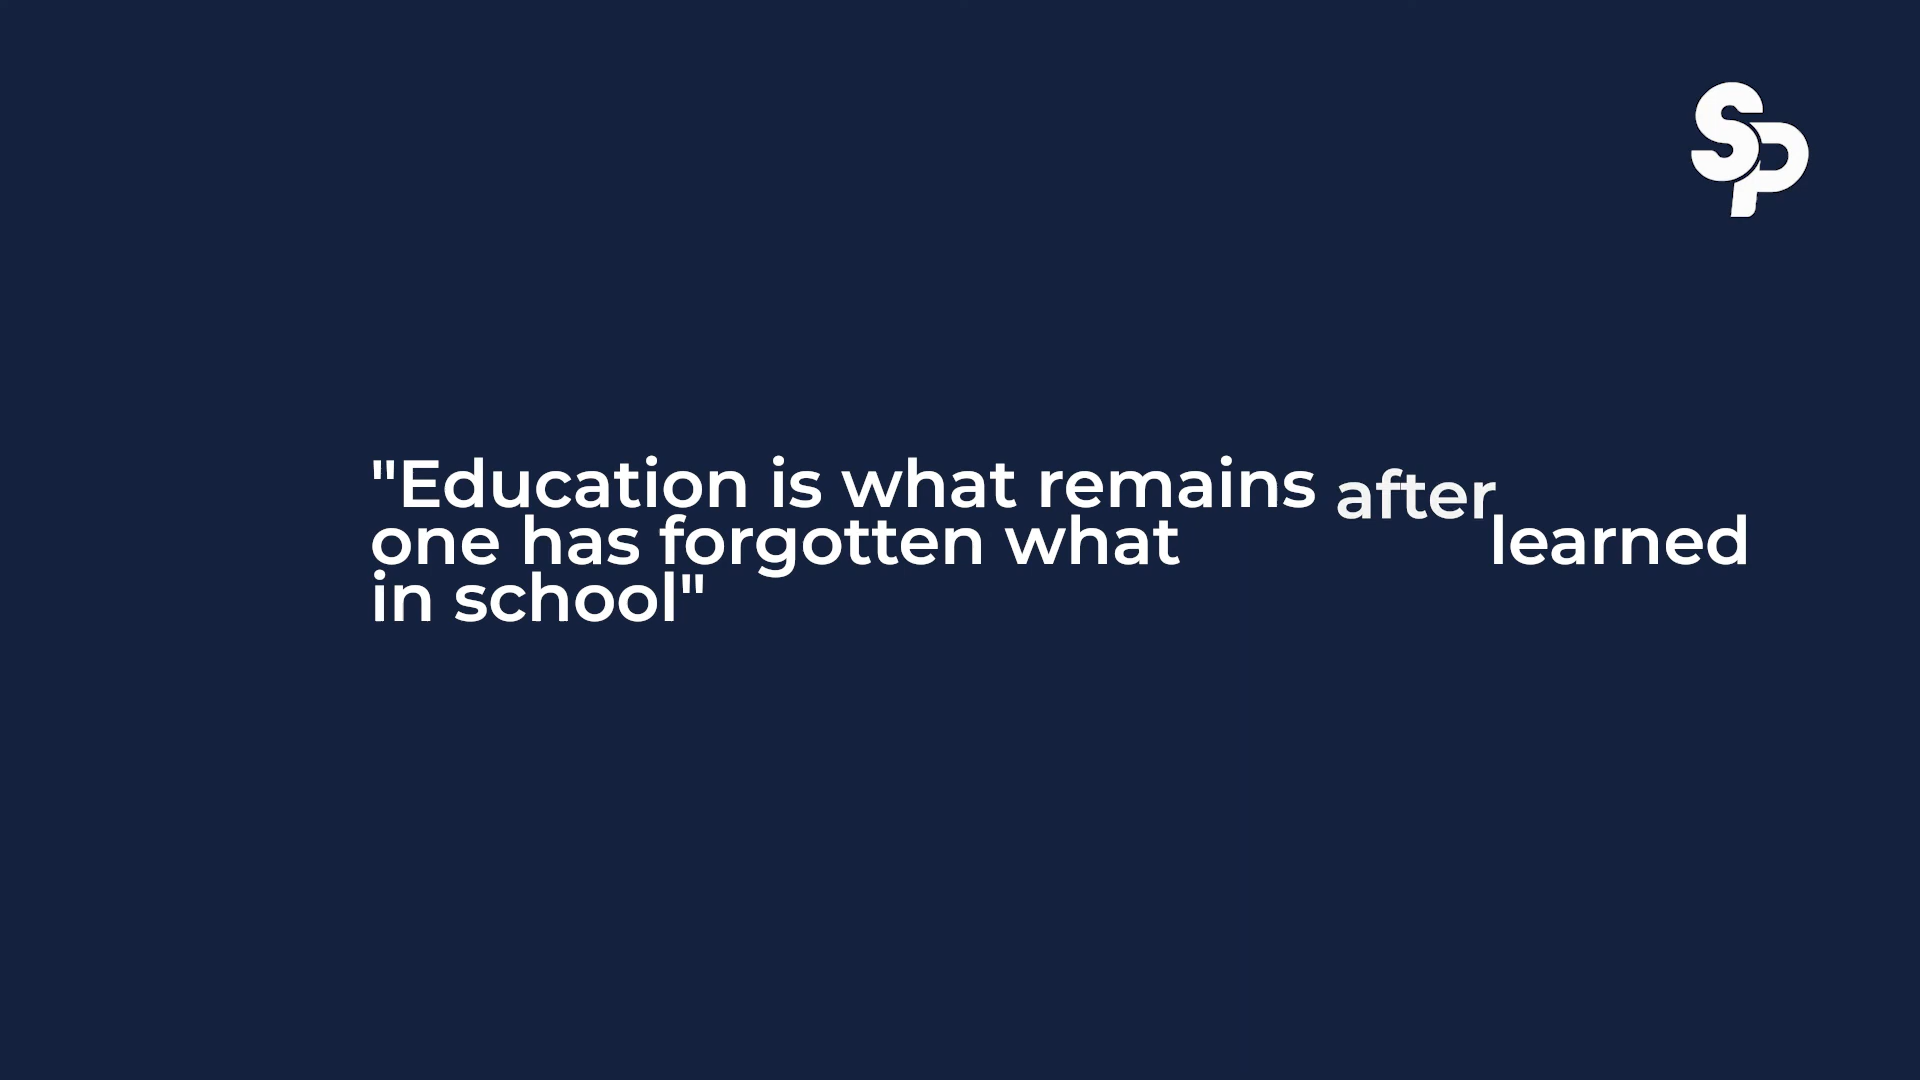 SP
"Education is what remains after
one has forgotten what learned
in school"